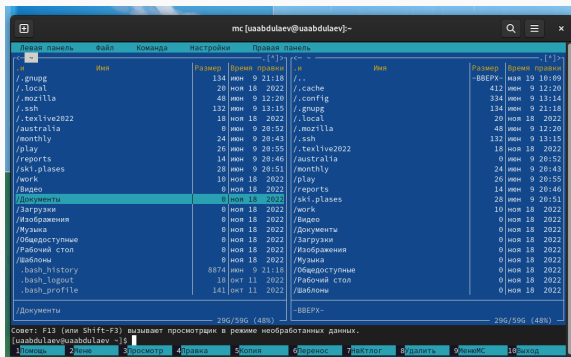 mc [uaabdulaev@uaabdulaev]:~
Левая панель Файл Команда Настройки Правая панель
<- ~ .[^]>
.и Имя Размер Время правки
/.gnupg 134 июн 9 21:18
/.local 20 ноя 18 2022
/.mozilla 48 июн 9 12:20
/.ssh 132 июн 9 13:15
/.texlive2022 18 ноя 18 2022
/australia 0 июн 9 20:52
/monthly 24 июн 9 20:43
/play 26 июн 9 20:55
/reports 14 июн 9 20:46
/ski.plases 28 июн 9 20:51
/work 10 ноя 18 2022
/Видео 0 ноя 18 2022
/Документы 0 ноя 18 2022
/Загрузки 0 ноя 18 2022
/Изображения 0 ноя 18 2022
/Музыка 0 ноя 18 2022
/Общедоступные 0 ноя 18 2022
/Рабочий стол 0 ноя 18 2022
/Шаблоны 0 ноя 18 2022
.bash_history 8874 июн 9 21:18
.bash_logout 18 окт 11 2022
.bash_profile 141 окт 11 2022
/Документы
29G/59G (48%)
<- ~ .[^]>
.и Имя Размер Время правки
/.. -ВВЕРХ- мая 19 10:09
/.cache 412 июн 9 12:20
/.config 334 июн 9 13:14
/.gnupg 134 июн 9 21:18
/.local 20 ноя 18 2022
/.mozilla 48 июн 9 12:20
/.ssh 132 июн 9 13:15
/.texlive2022 18 ноя 18 2022
/australia 0 июн 9 20:52
/monthly 24 июн 9 20:43
/play 26 июн 9 20:55
/reports 14 июн 9 20:46
/ski.plases 28 июн 9 20:51
/work 10 ноя 18 2022
/Видео 0 ноя 18 2022
/Документы 0 ноя 18 2022
/Загрузки 0 ноя 18 2022
/Изображения 0 ноя 18 2022
/Музыка 0 ноя 18 2022
/Общедоступные 0 ноя 18 2022
/Рабочий стол 0 ноя 18 2022
/Шаблоны 0 ноя 18 2022
-ВВЕРХ-
29G/59G (48%)
Совет: F13 (или Shift-F3) вызывают просмотрщик в режиме необработанных данных.
[uaabdulaev@uaabdulaev ~]$
1Помощь 2Меню 3Просмотр 4Правка 5Копия 6Перенос 7НвКтлог 8Удалить 9МенюMC 10Выход